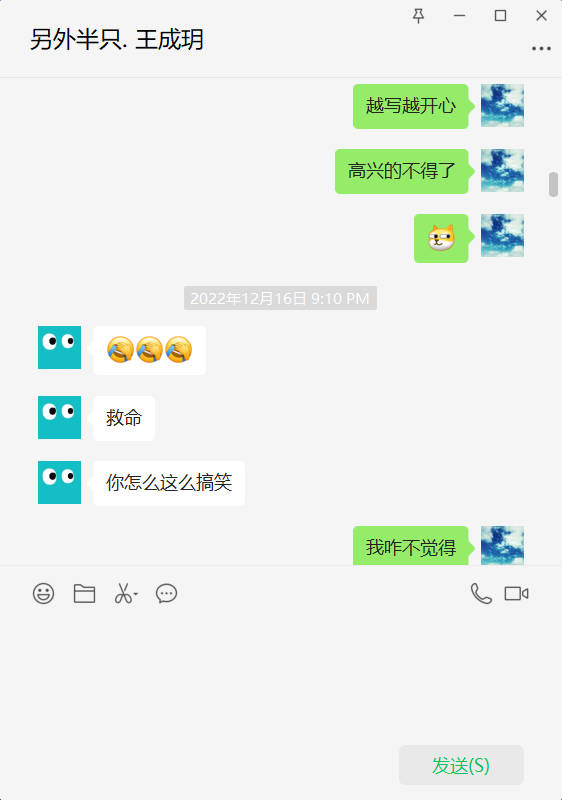 另外半只. 王成玥
越写越开心
高兴的不得了
2022年12月16日 9:10 PM
救命
你怎么这么搞笑
我咋不觉得
发送(S)